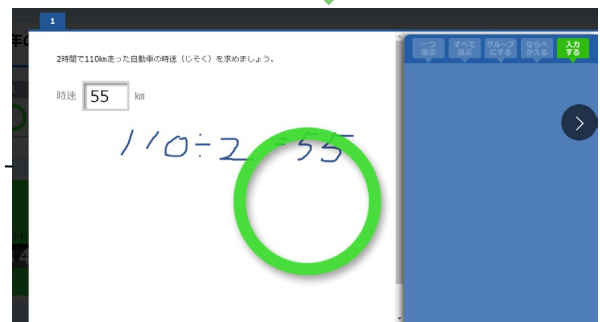 1
一つ選ぶ すべて選ぶ グループにする ならべかえる 入力する
2時間で110km走った自動車の時速（じそく）を求めましょう。
時速 55 km
110÷2=55